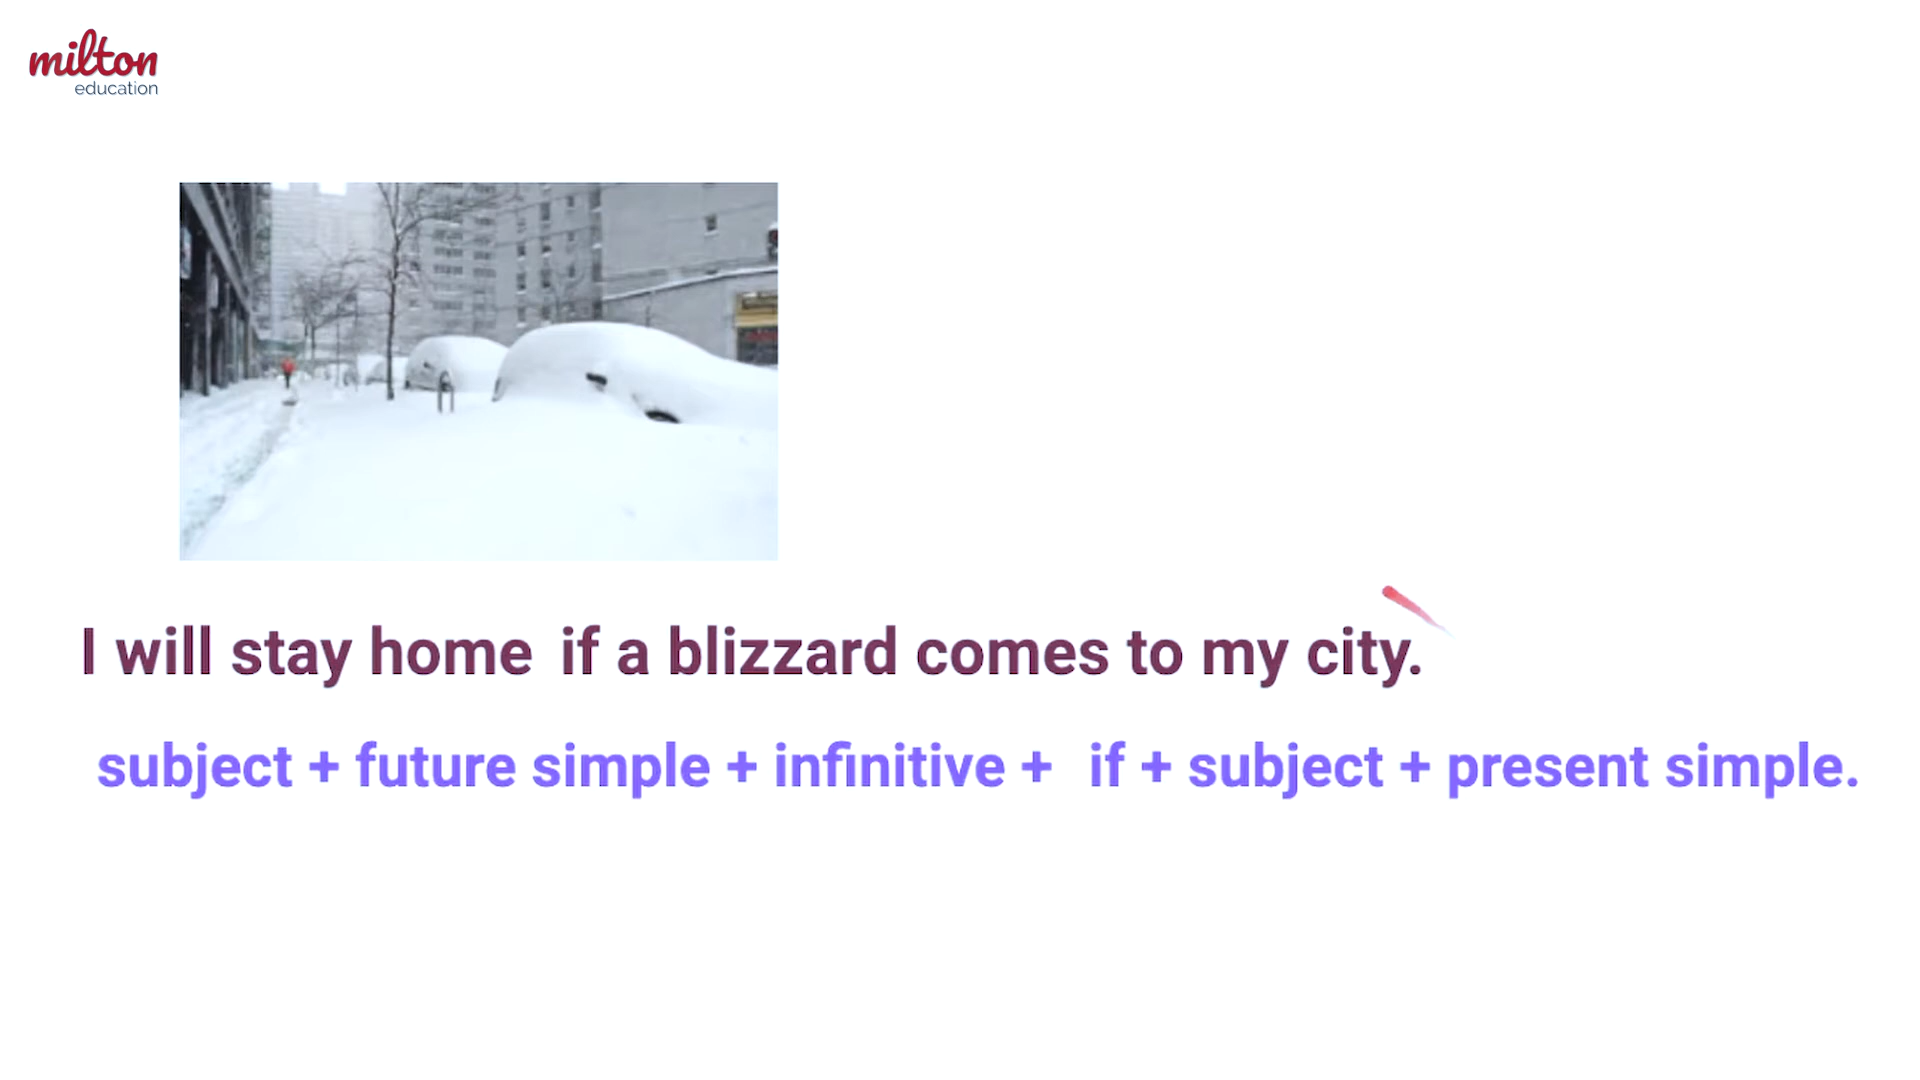 milton
education
I will stay home if a blizzard comes to my city.
subject + future simple + infinitive + if + subject + present simple.